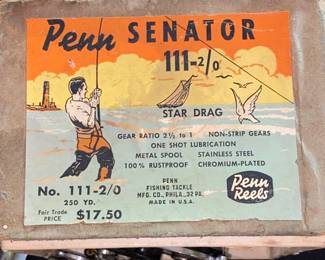 Penn SENATOR
111-2/0
STAR DRAG
GEAR RATIO 2½ to 1 NON-STRIP GEARS
ONE SHOT LUBRICATION
METAL SPOOL STAINLESS STEEL
100% RUSTPROOF CHROMIUM-PLATED
No. 111-2/0
250 YD.
Fair Trade
PRICE $17.50
PENN
FISHING TACKLE
MFG. CO., PHILA., 32 PA.
MADE IN U.S.A.
Penn
Reels